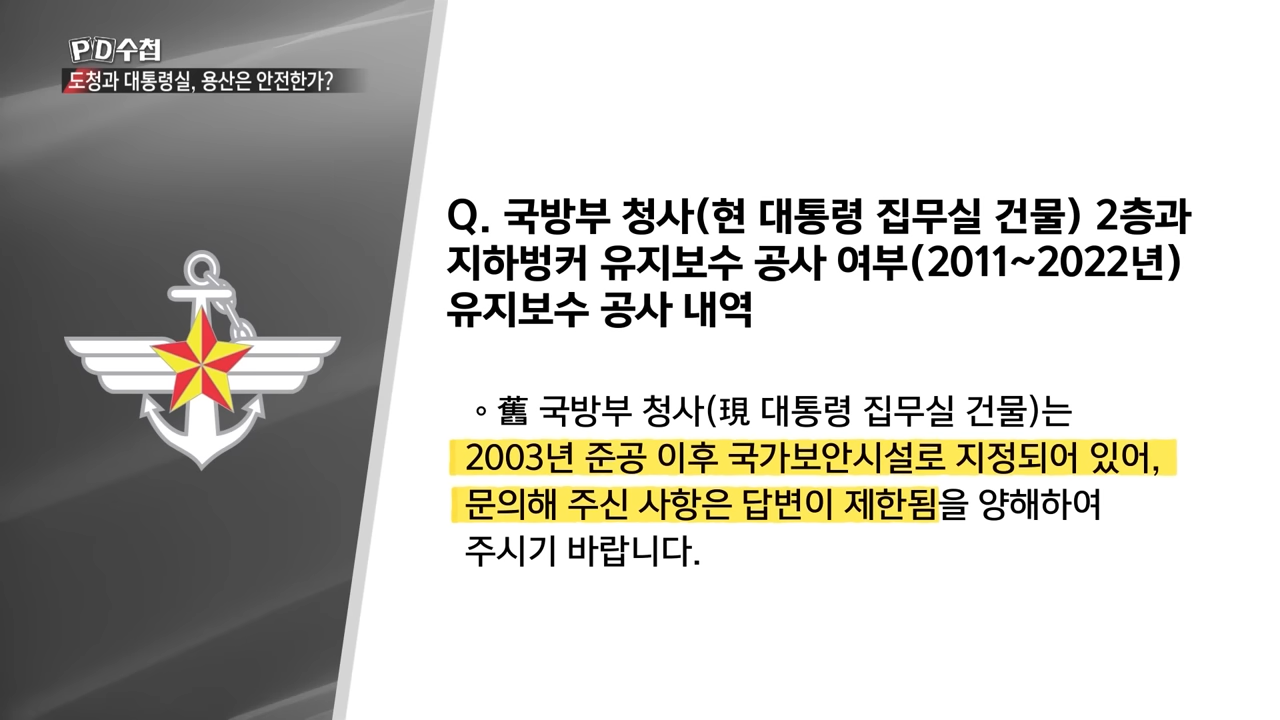 PD수첩
도청과 대통령실, 용산은 안전한가?
Q. 국방부 청사(현 대통령 집무실 건물) 2층과
지하벙커 유지보수 공사 여부(2011~2022년)
유지보수 공사 내역
◦ 舊 국방부 청사(現 대통령 집무실 건물)는
2003년 준공 이후 국가보안시설로 지정되어 있어,
문의해 주신 사항은 답변이 제한됨을 양해하여
주시기 바랍니다.